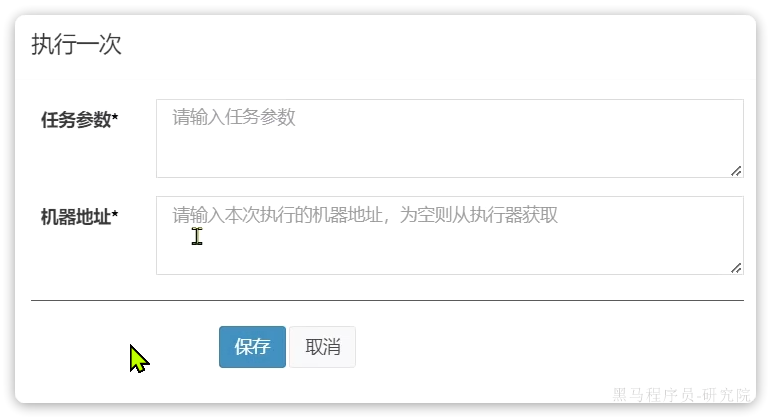 执行一次
任务参数*
请输入任务参数
机器地址*
请输入本次执行的机器地址，为空则从执行器获取
保存
取消
黑马程序员-研究院